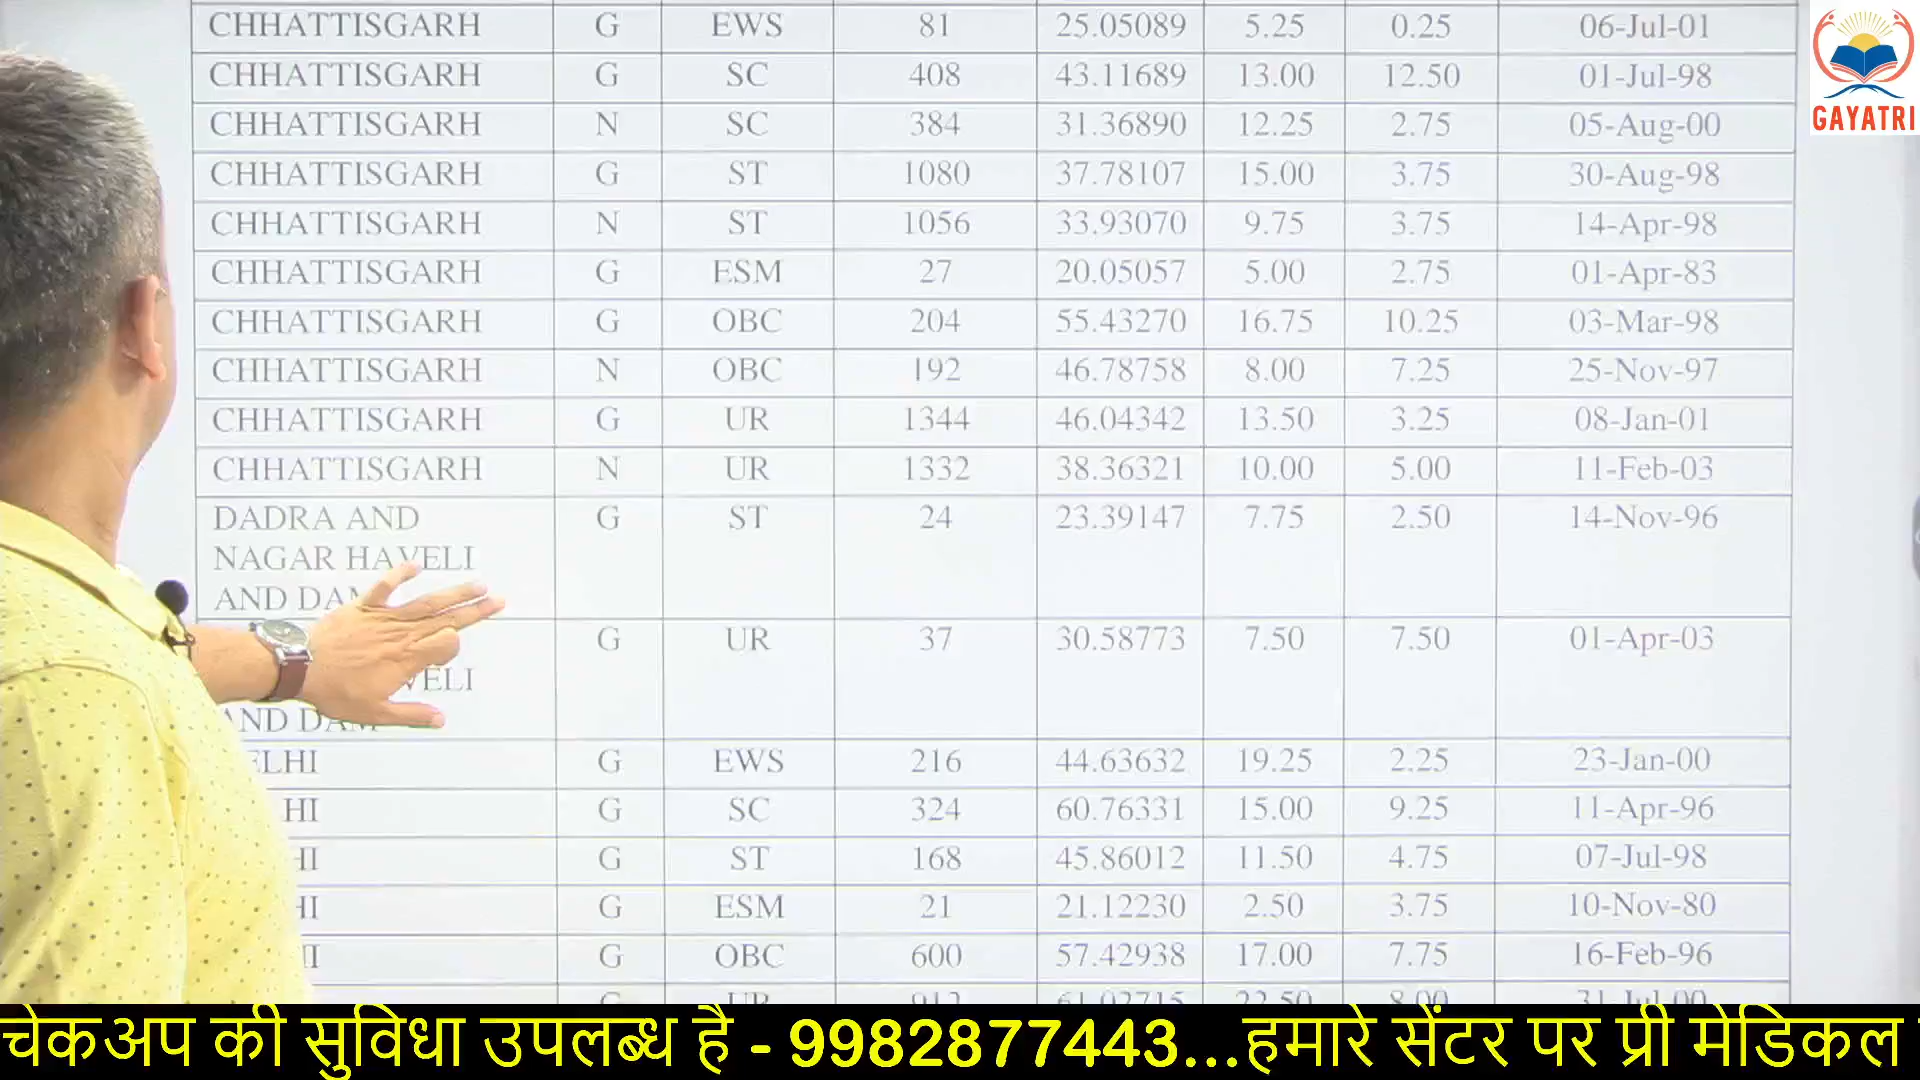 CHHATTISGARH G EWS 81 25.05089 5.25 0.25 06-Jul-01
CHHATTISGARH G SC 408 43.11689 13.00 12.50 01-Jul-98
CHHATTISGARH N SC 384 31.36890 12.25 2.75 05-Aug-00
CHHATTISGARH G ST 1080 37.78107 15.00 3.75 30-Aug-98
CHHATTISGARH N ST 1056 33.93070 9.75 3.75 14-Apr-98
CHHATTISGARH G ESM 27 20.05057 5.00 2.75 01-Apr-83
CHHATTISGARH G OBC 204 55.43270 16.75 10.25 03-Mar-98
CHHATTISGARH N OBC 192 46.78758 8.00 7.25 25-Nov-97
CHHATTISGARH G UR 1344 46.04342 13.50 3.25 08-Jan-01
CHHATTISGARH N UR 1332 38.36321 10.00 5.00 11-Feb-03
DADRA AND G ST 24 23.39147 7.75 2.50 14-Nov-96
NAGAR HAVELI
AND DAM
G UR 37 30.58773 7.50 7.50 01-Apr-03
VELI
AND DAM
ELHI G EWS 216 44.63632 19.25 2.25 23-Jan-00
HI G SC 324 60.76331 15.00 9.25 11-Apr-96
HI G ST 168 45.86012 11.50 4.75 07-Jul-98
HI G ESM 21 21.12230 2.50 3.75 10-Nov-80
I G OBC 600 57.42938 17.00 7.75 16-Feb-96
G UR 912 61.02715 22.50 8.00 31-Jul-00
GAYATRI
चेकअप की सुविधा उपलब्ध है - 9982877443...हमारे सेंटर पर प्री मेडिकल